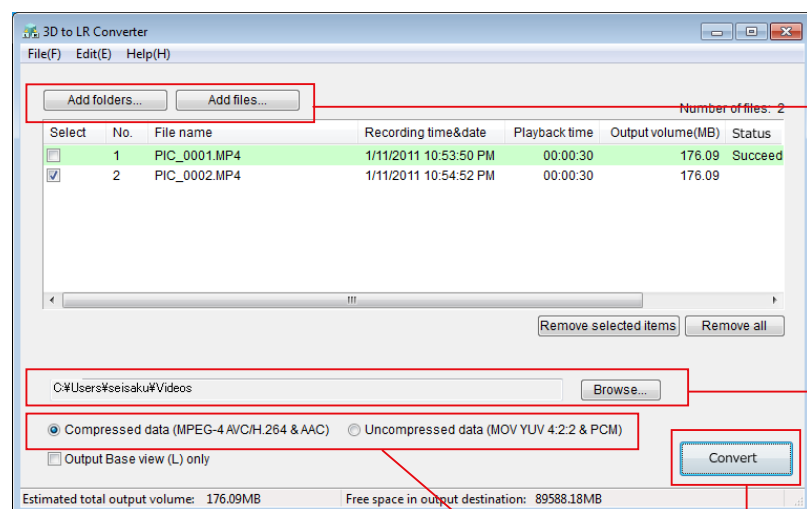 3D to LR Converter
File(F) Edit(E) Help(H)
Add folders... Add files...
Number of files: 2
Select No. File name Recording time&date Playback time Output volume(MB) Status
1 PIC_0001.MP4 1/11/2011 10:53:50 PM 00:00:30 176.09 Succeed
2 PIC_0002.MP4 1/11/2011 10:54:52 PM 00:00:30 176.09
Remove selected items Remove all
C:¥Users¥seisaku¥Videos Browse...
Compressed data (MPEG-4 AVC/H.264 & AAC) Uncompressed data (MOV YUV 4:2:2 & PCM)
Output Base view (L) only Convert
Estimated total output volume: 176.09MB Free space in output destination: 89588.18MB